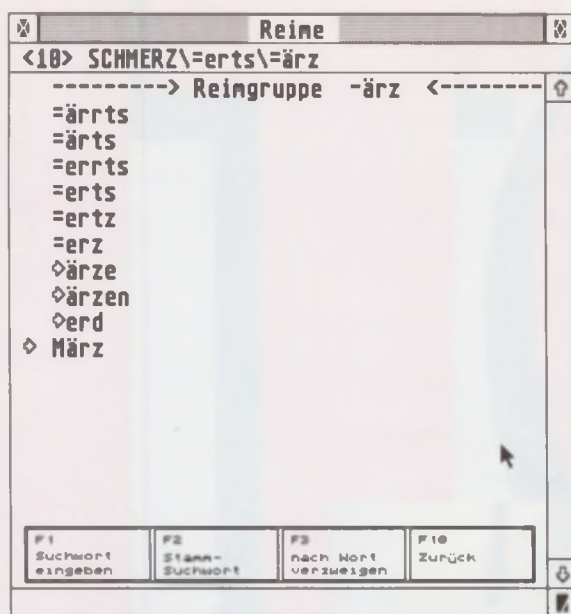 Reime
<10> SCHMERZ\=erts\=ärz
---------> Reimgruppe -ärz <--------
=ärrts
=ärts
=errts
=erts
=ertz
=erz
◇ärze
◇ärzen
◇erd
◇ März
F1 F2 F3 F10
Suchwort Stamm- nach Wort Zurück
eingeben Suchwort verzweigen